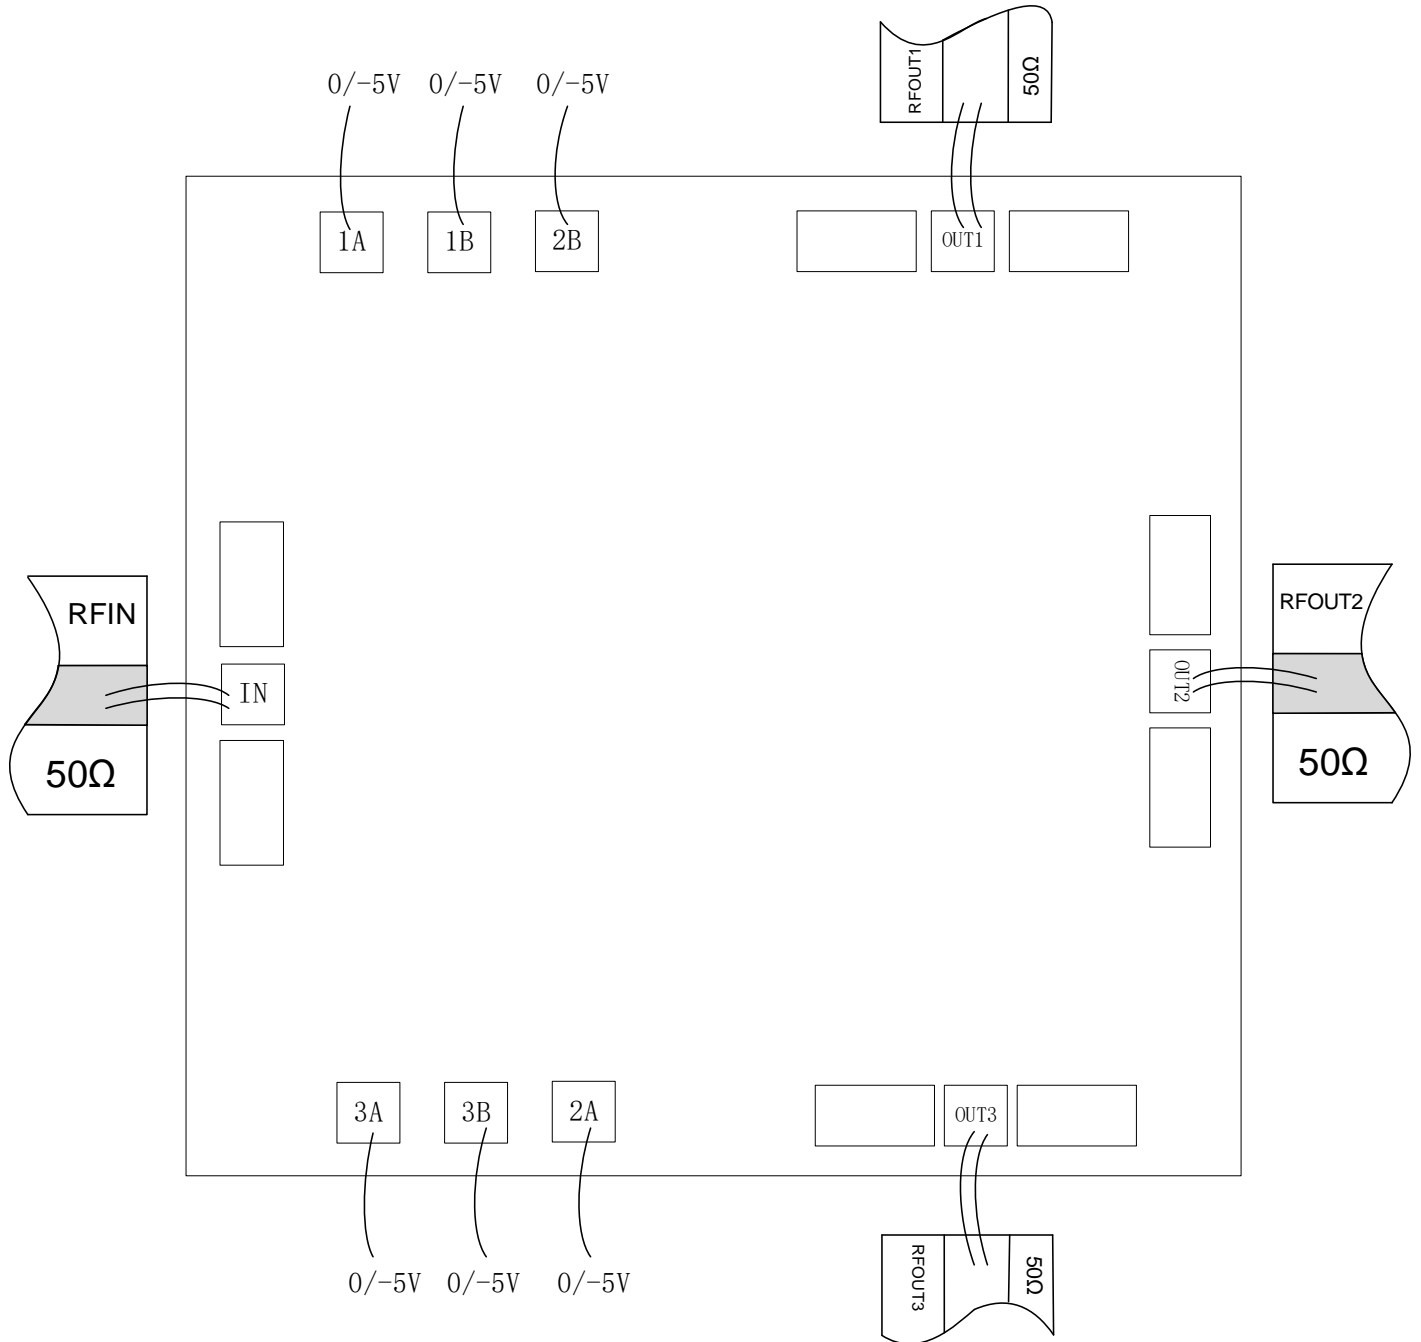 0/-5V 0/-5V 0/-5V
RFOUT1
50Ω
1A 1B 2B
OUT1
RFIN
50Ω
IN
OUT2
RFOUT2
50Ω
3A 3B 2A
OUT3
0/-5V 0/-5V 0/-5V
RFOUT3
50Ω